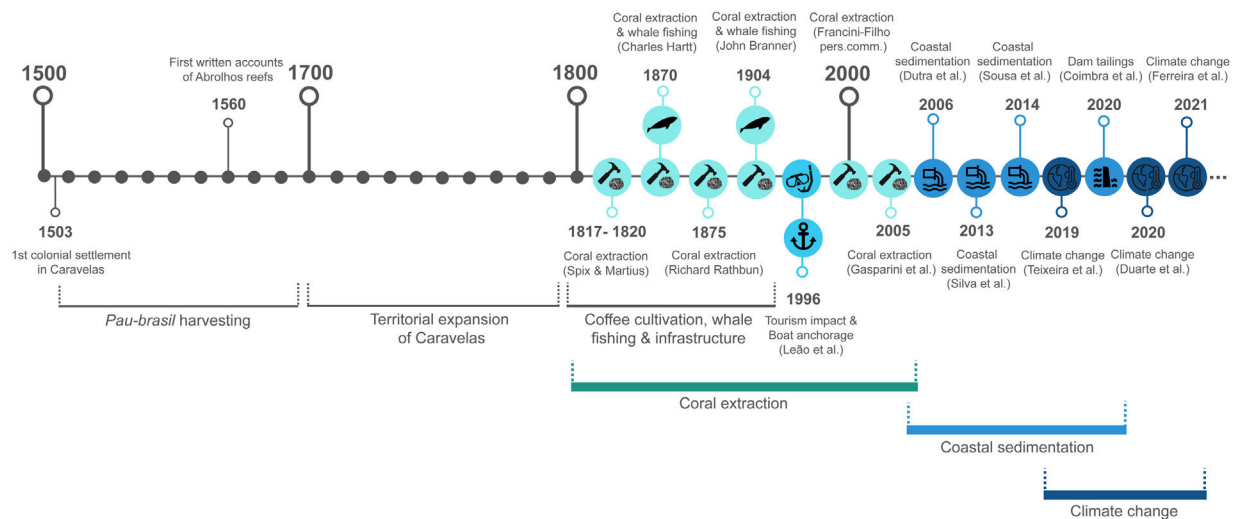 1500
1503
1st colonial settlement
in Caravelas
First written accounts
of Abrolhos reefs
1560
1700
1800
1817- 1820
Coral extraction
(Spix & Martius)
Coral extraction
& whale fishing
(Charles Hartt)
1870
1875
Coral extraction
(Richard Rathbun)
Coral extraction
& whale fishing
(John Branner)
1904
1996
Tourism impact &
Boat anchorage
(Leão et al.)
Coral extraction
(Francini-Filho
pers.comm.)
2000
2005
Coral extraction
(Gasparini et al.)
Coastal
sedimentation
(Dutra et al.)
2006
2013
Coastal
sedimentation
(Silva et al.)
Coastal
sedimentation
(Sousa et al.)
2014
2019
Climate change
(Teixeira et al.)
Dam tailings
(Coimbra et al.)
2020
2020
Climate change
(Duarte et al.)
Climate change
(Ferreira et al.)
2021
Pau-brasil harvesting
Territorial expansion
of Caravelas
Coffee cultivation, whale
fishing & infrastructure
Coral extraction
Coastal sedimentation
Climate change